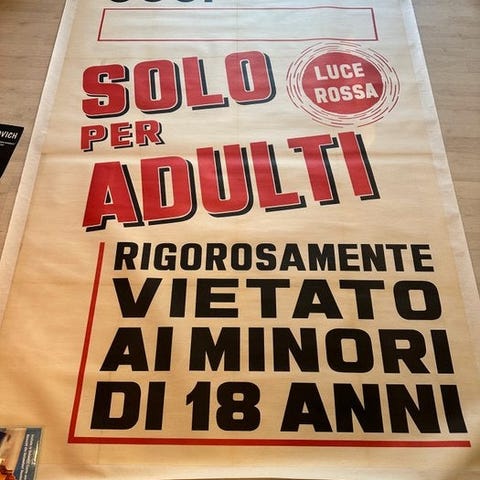 SOLO
PER
ADULTI
LUCE
ROSSA
RIGOROSAMENTE
VIETATO
AI MINORI
DI 18 ANNI